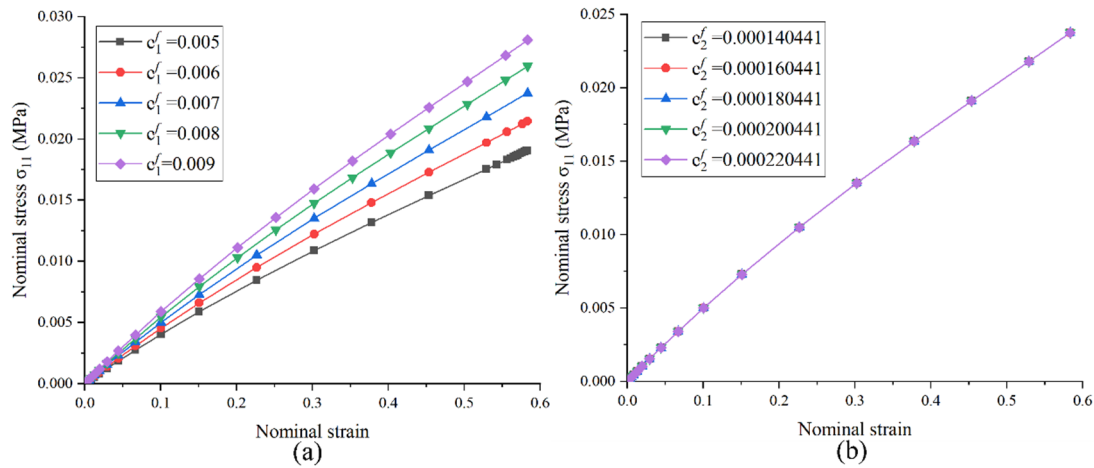 0.030
0.025
0.020
0.015
0.010
0.005
0.000
Nominal stress σ₁₁ (MPa)
c₁ᶠ =0.005
c₁ᶠ =0.006
c₁ᶠ =0.007
c₁ᶠ =0.008
c₁ᶠ=0.009
0.0 0.1 0.2 0.3 0.4 0.5 0.6
Nominal strain
(a)
0.025
0.020
0.015
0.010
0.005
0.000
Nominal stress σ₁₁ (MPa)
c₂ᶠ =0.000140441
c₂ᶠ =0.000160441
c₂ᶠ =0.000180441
c₂ᶠ =0.000200441
c₂ᶠ =0.000220441
0.0 0.1 0.2 0.3 0.4 0.5 0.6
Nominal strain
(b)